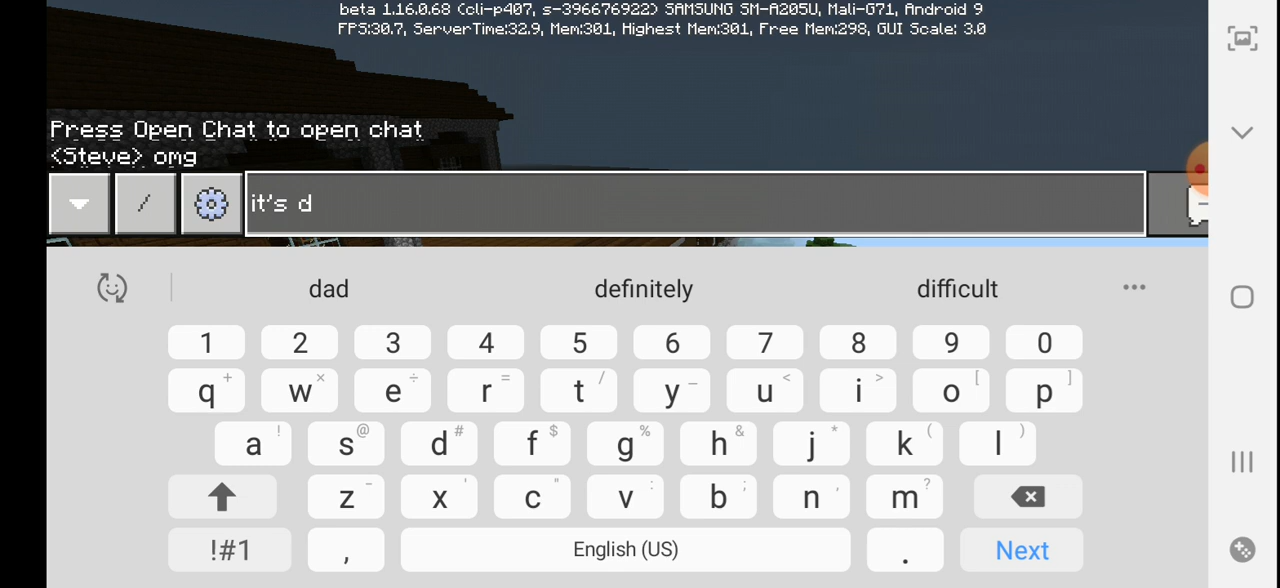 beta 1.16.0.68 (cli-p407, s-396676922) SAMSUNG SM-A205U, Mali-G71, Android 9
FPS:30.7, ServerTime:32.9, Mem:301, Highest Mem:301, Free Mem:298, GUI Scale: 3.0
Press Open Chat to open chat
<Steve> omg
/ it's d
dad definitely difficult
1 2 3 4 5 6 7 8 9 0
q + w × e ÷ r = t / y _ u < i > o [ p ]
a ! s @ d # f $ g % h & j * k ( l )
z - x ' c " v : b ; n , m ?
!#1 , English (US) . Next